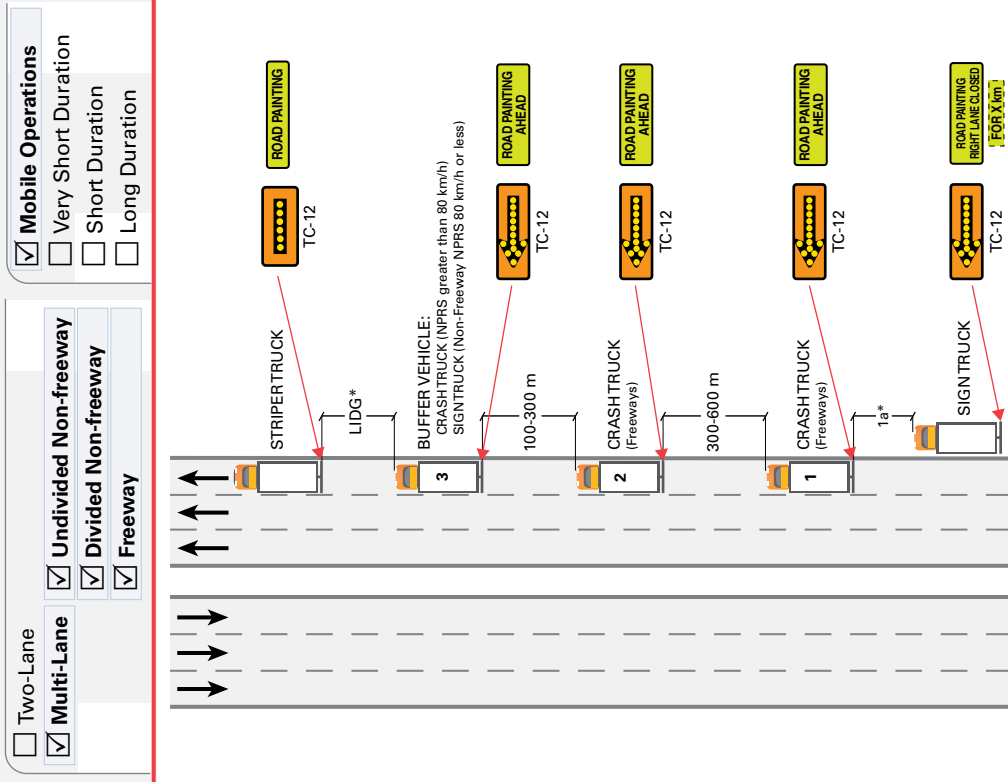 Two-Lane
Multi-Lane
Undivided Non-freeway
Divided Non-freeway
Freeway
Mobile Operations
Very Short Duration
Short Duration
Long Duration
STRIPER TRUCK
TC-12
ROAD PAINTING
LIDG*
BUFFER VEHICLE:
CRASH TRUCK (NPRS greater than 80 km/h)
SIGN TRUCK (Non-Freeway NPRS 80 km/h or less)
3
TC-12
ROAD PAINTING
AHEAD
100-300 m
CRASH TRUCK
(Freeways)
2
TC-12
ROAD PAINTING
AHEAD
300-600 m
CRASH TRUCK
(Freeways)
1
TC-12
ROAD PAINTING
AHEAD
1a*
SIGN TRUCK
TC-12
ROAD PAINTING
RIGHT LANE CLOSED
FOR X km